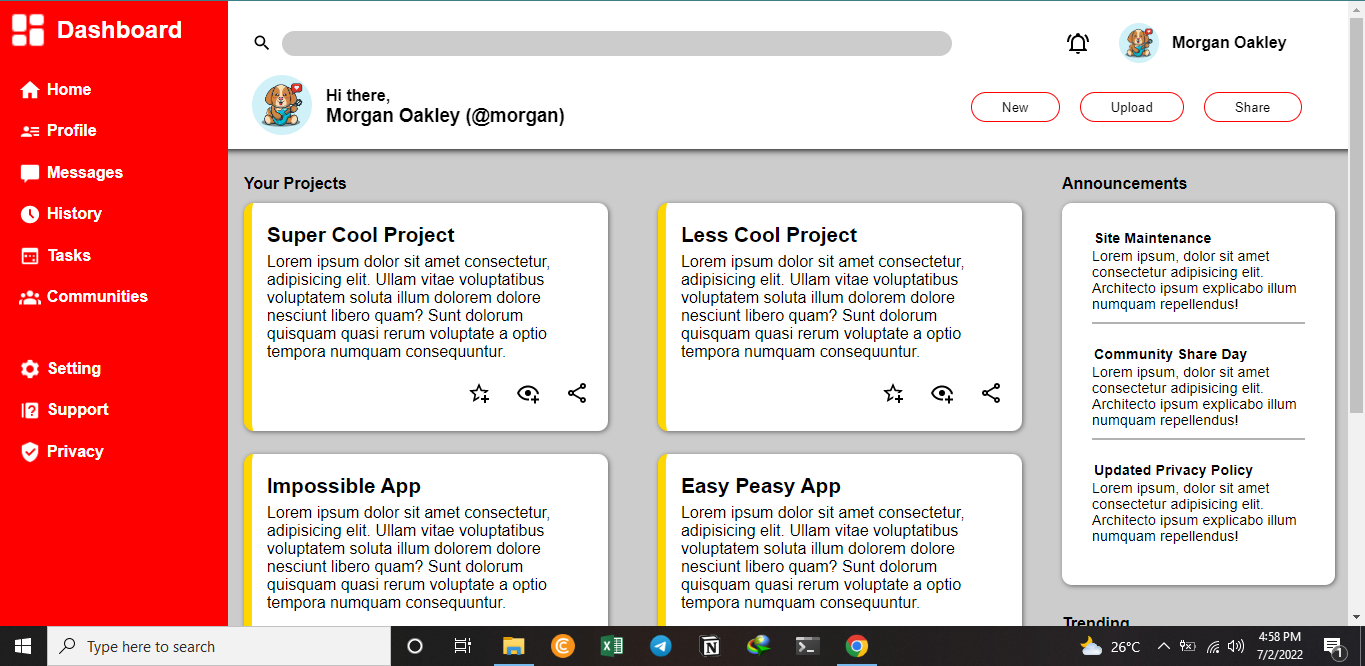 Dashboard
Home
Profile
Messages
History
Tasks
Communities
Setting
Support
Privacy
Morgan Oakley
Hi there,
Morgan Oakley (@morgan)
New
Upload
Share
Your Projects
Super Cool Project
Lorem ipsum dolor sit amet consectetur,
adipisicing elit. Ullam vitae voluptatibus
voluptatem soluta illum dolorem dolore
nesciunt libero quam? Sunt dolorum
quisquam quasi rerum voluptate a optio
tempora numquam consequuntur.
Less Cool Project
Lorem ipsum dolor sit amet consectetur,
adipisicing elit. Ullam vitae voluptatibus
voluptatem soluta illum dolorem dolore
nesciunt libero quam? Sunt dolorum
quisquam quasi rerum voluptate a optio
tempora numquam consequuntur.
Impossible App
Lorem ipsum dolor sit amet consectetur,
adipisicing elit. Ullam vitae voluptatibus
voluptatem soluta illum dolorem dolore
nesciunt libero quam? Sunt dolorum
quisquam quasi rerum voluptate a optio
tempora numquam consequuntur.
Easy Peasy App
Lorem ipsum dolor sit amet consectetur,
adipisicing elit. Ullam vitae voluptatibus
voluptatem soluta illum dolorem dolore
nesciunt libero quam? Sunt dolorum
quisquam quasi rerum voluptate a optio
tempora numquam consequuntur.
Announcements
Site Maintenance
Lorem ipsum, dolor sit amet
consectetur adipisicing elit.
Architecto ipsum explicabo illum
numquam repellendus!
Community Share Day
Lorem ipsum, dolor sit amet
consectetur adipisicing elit.
Architecto ipsum explicabo illum
numquam repellendus!
Updated Privacy Policy
Lorem ipsum, dolor sit amet
consectetur adipisicing elit.
Architecto ipsum explicabo illum
numquam repellendus!
Trending
Type here to search
26°C
4:58 PM
7/2/2022
1